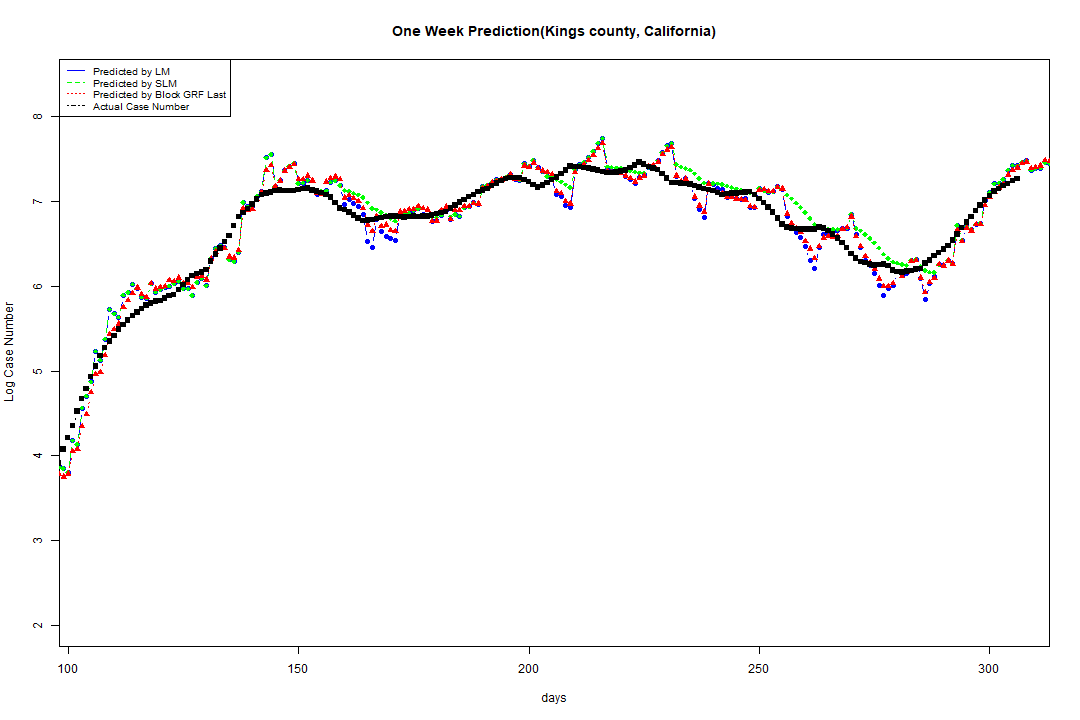 One Week Prediction(Kings county, California)
Predicted by LM
Predicted by SLM
Predicted by Block GRF Last
Actual Case Number
8
7
6
5
4
3
2
Log Case Number
100 150 200 250 300
days